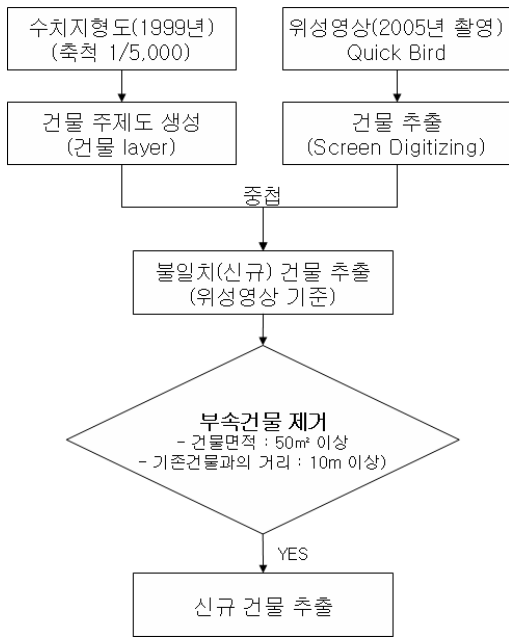 수치지형도(1999년)
(축척 1/5,000)
위성영상(2005년 촬영)
Quick Bird
건물 주제도 생성
(건물 layer)
건물 추출
(Screen Digitizing)
중첩
불일치(신규) 건물 추출
(위성영상 기준)
부속건물 제거
- 건물면적 : 50㎡ 이상
- 기존건물과의 거리 : 10m 이상)
YES
신규 건물 추출